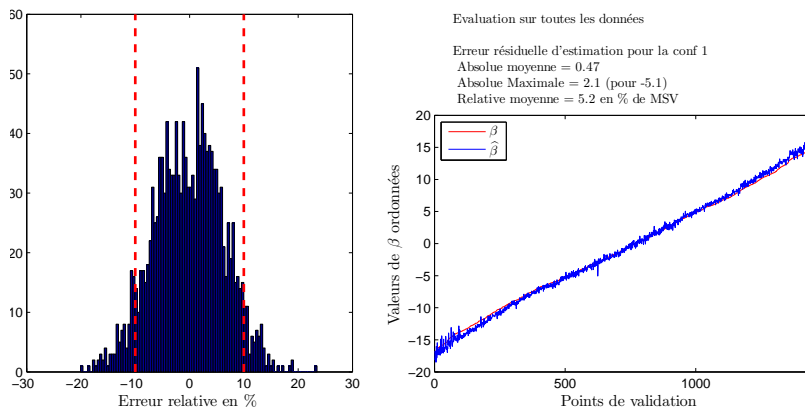 60
50
40
30
20
10
0
−30 −20 −10 0 10 20 30
Erreur relative en %
Evaluation sur toutes les données
Erreur résiduelle d'estimation pour la conf 1
Absolue moyenne = 0.47
Absolue Maximale = 2.1 (pour -5.1)
Relative moyenne = 5.2 en % de MSV
20
15
10
5
0
−5
−10
−15
−20
Valeurs de β ordonnées
β
β̂
0 500 1000
Points de validation